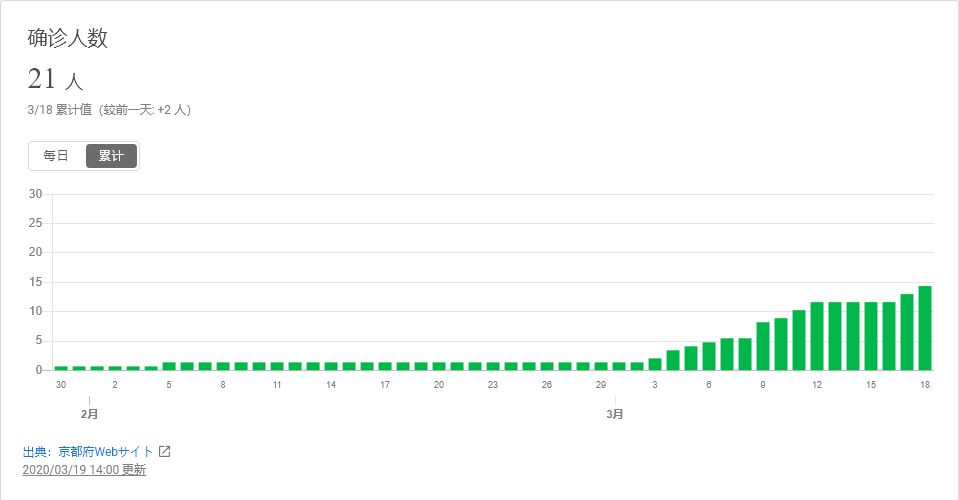 确诊人数
21 人
3/18 累计值（较前一天: +2 人）
每日 累计
30
25
20
15
10
5
0
30 2 5 8 11 14 17 20 23 26 29 3 6 9 12 15 18
2月 3月
出典： 京都府Webサイト
2020/03/19 14:00 更新